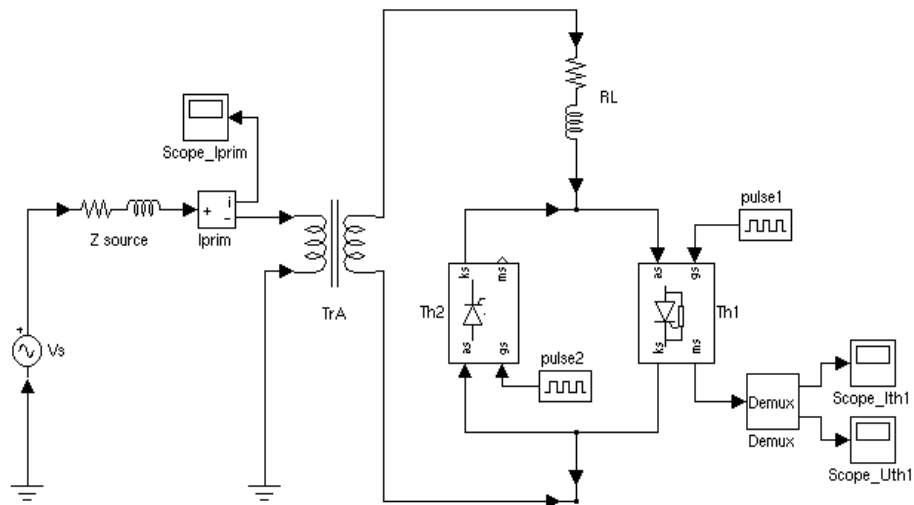 RL
Scope_Iprim
i
+
−
Z source
Iprim
pulse1
ks
ms
as
gs
TrA
Th2
Th1
as
gs
ks
ms
+
Vs
pulse2
Demux
Scope_Ith1
Demux
Scope_Uth1